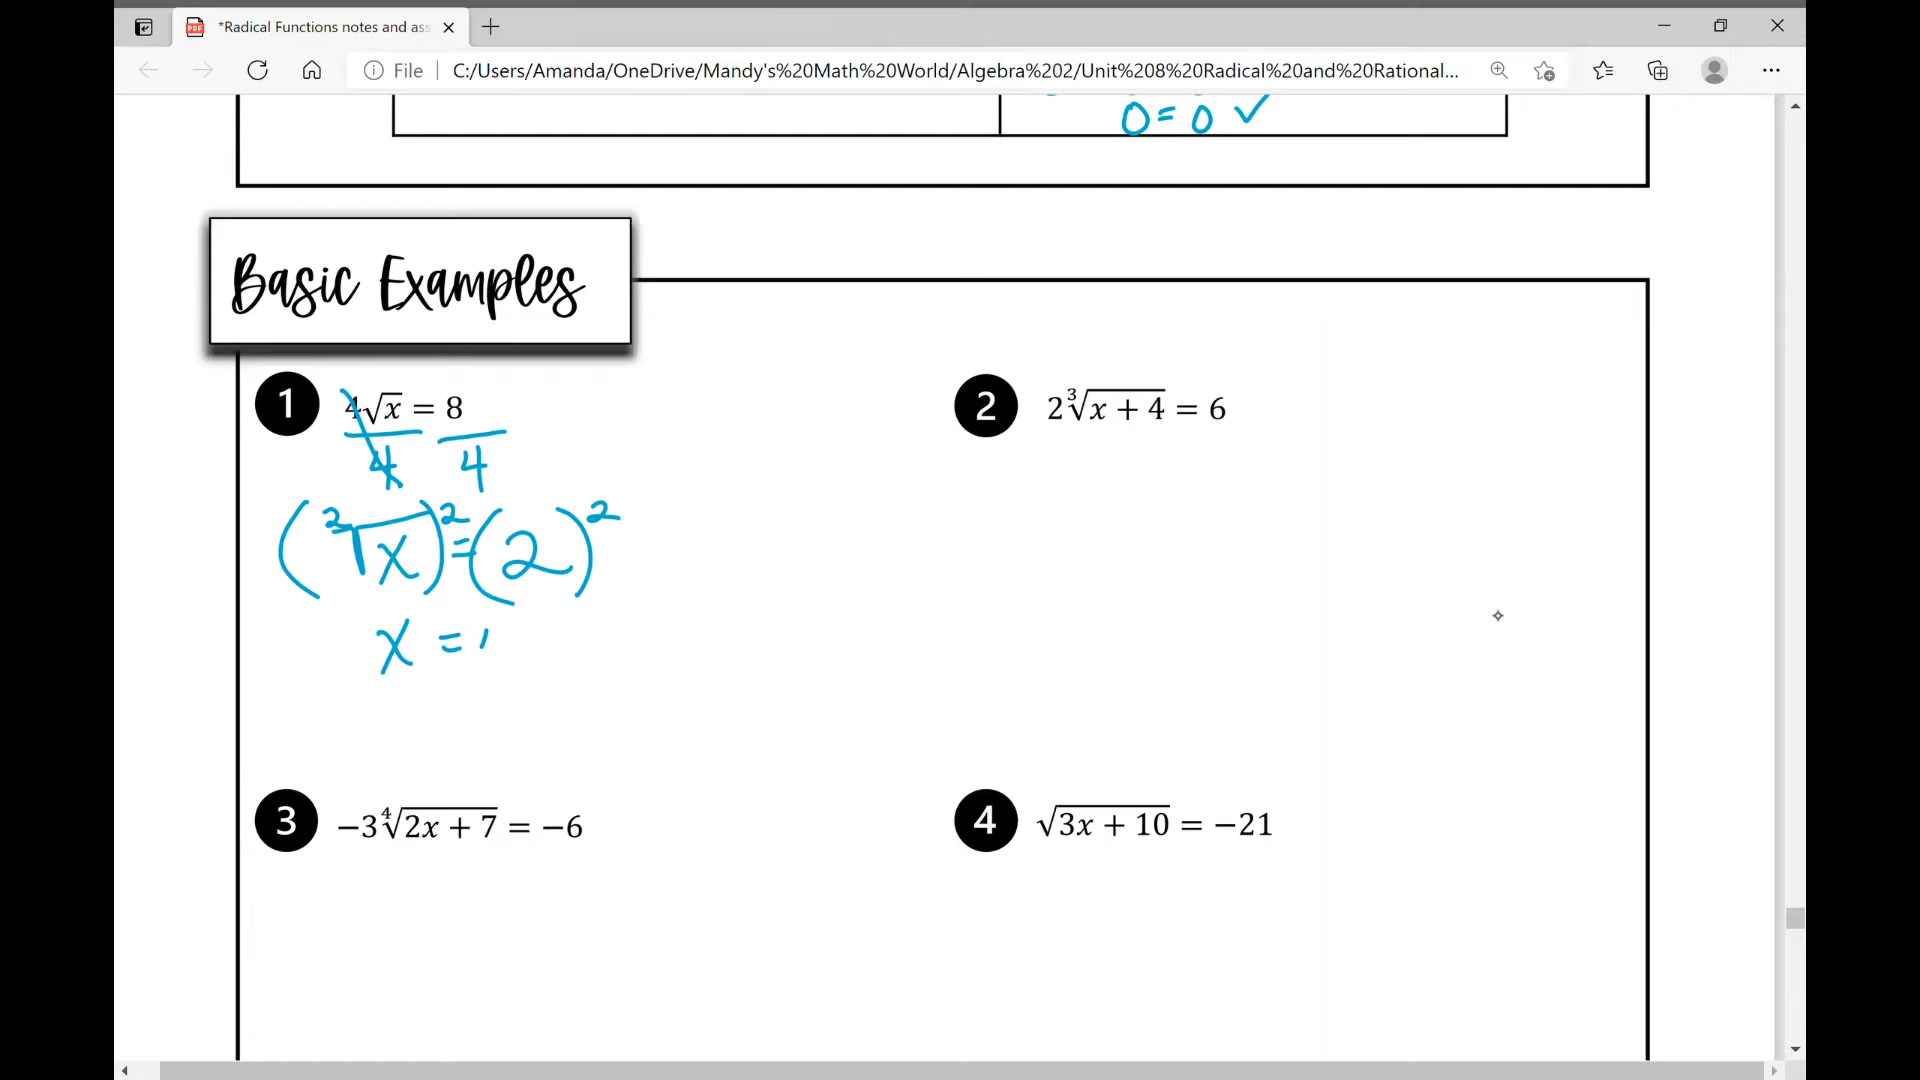 *Radical Functions notes and ass
File
C:/Users/Amanda/OneDrive/Mandy's%20Math%20World/Algebra%202/Unit%208%20Radical%20and%20Rational...
0 = 0 ✓
Basic Examples
1 4√x = 8
4 4
(²√x)² = (2)²
x =
2 2∛(x + 4) = 6
3 −3∜(2x + 7) = −6
4 √(3x + 10) = −21